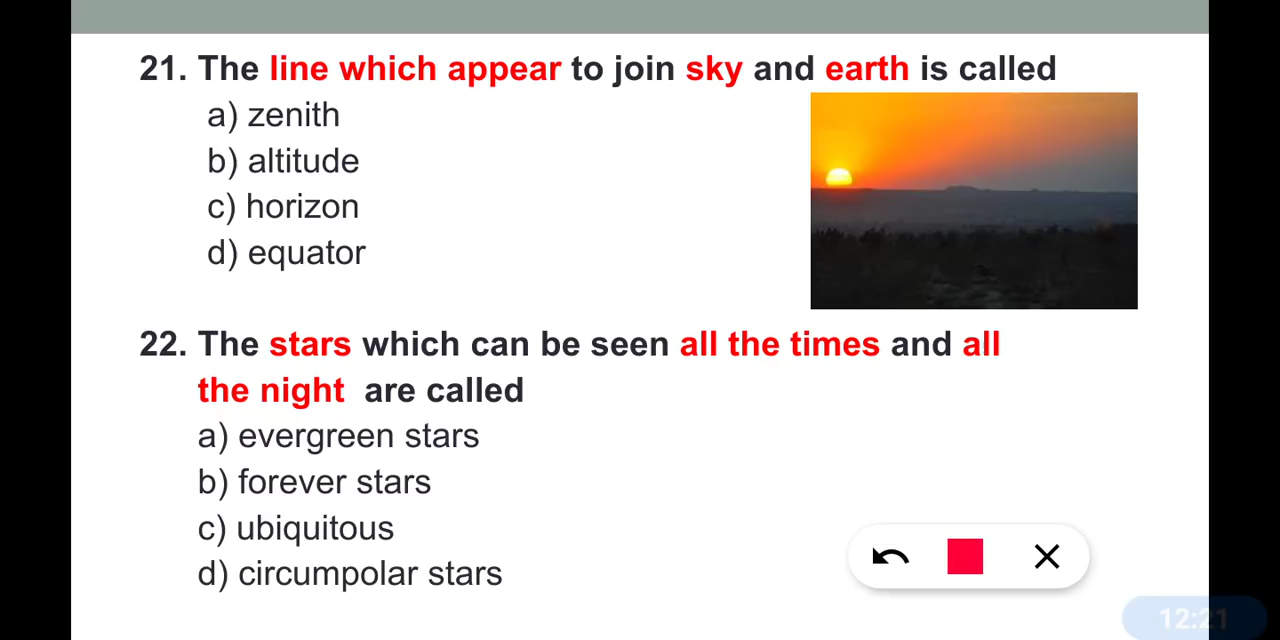 21. The line which appear to join sky and earth is called
a) zenith
b) altitude
c) horizon
d) equator
22. The stars which can be seen all the times and all
the night are called
a) evergreen stars
b) forever stars
c) ubiquitous
d) circumpolar stars
12:21